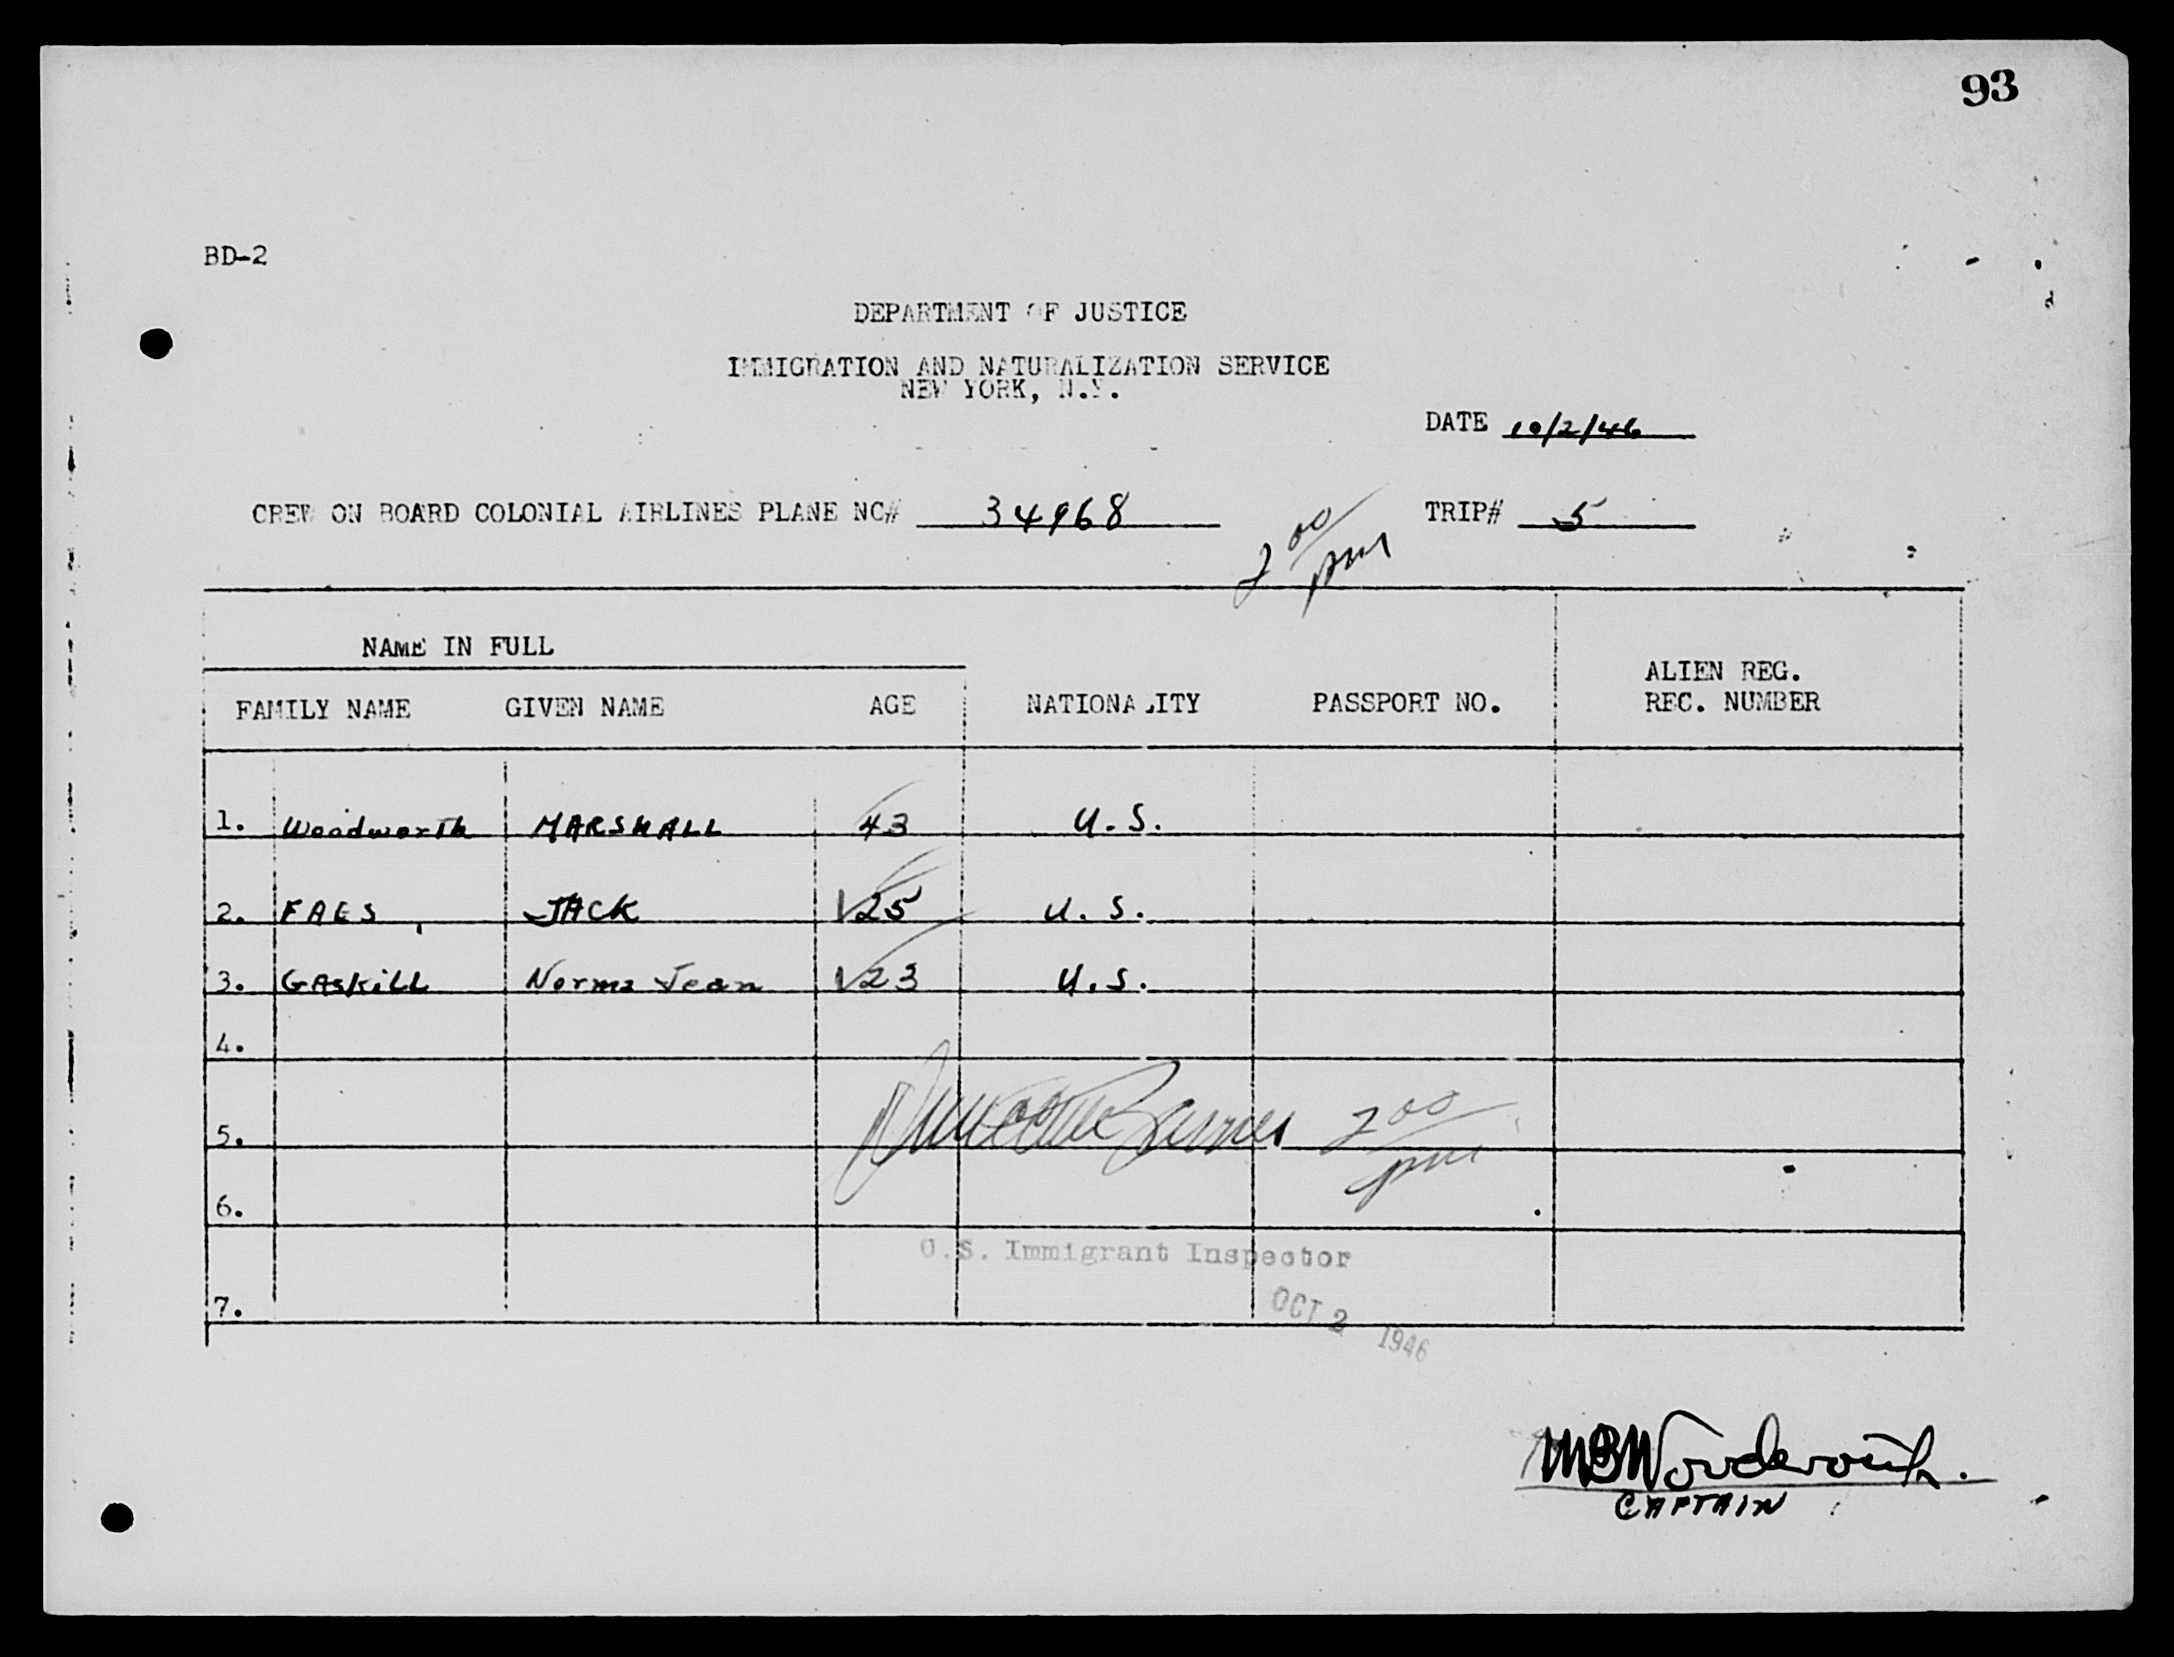 93
BD-2
DEPARTMENT OF JUSTICE
IMMIGRATION AND NATURALIZATION SERVICE
NEW YORK, N.Y.
DATE 10/2/46
CREW ON BOARD COLONIAL AIRLINES PLANE NC# 34968
2 00 pm
TRIP# 5
NAME IN FULL
FAMILY NAME GIVEN NAME AGE NATIONALITY PASSPORT NO. ALIEN REG. REC. NUMBER
1. Woodworth MARSHALL 43 U.S.
2. FAES JACK 25 U.S.
3. GASKiLL Norma Jean 23 U.S.
4.
5. 2 00 pm
6.
U.S. Immigrant Inspector
7.
OCT 2 1946
MB Woodworth.
CAPTAIN